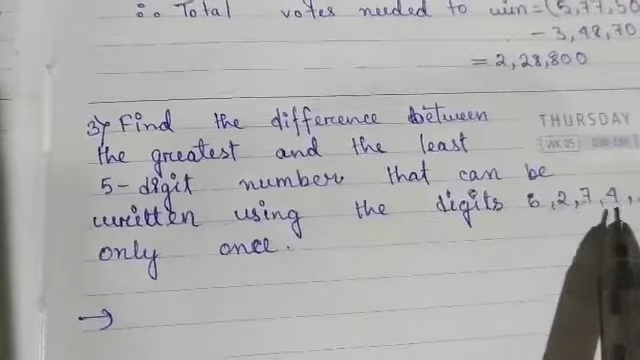 ∴ Total votes needed to win = (5,77,50
- 3,48,70
= 2,28,800
3) Find the difference between
the greatest and the least
5-digit number that can be
written using the digits 6, 2, 7, 4,
only once.
→
THURSDAY
WK 05